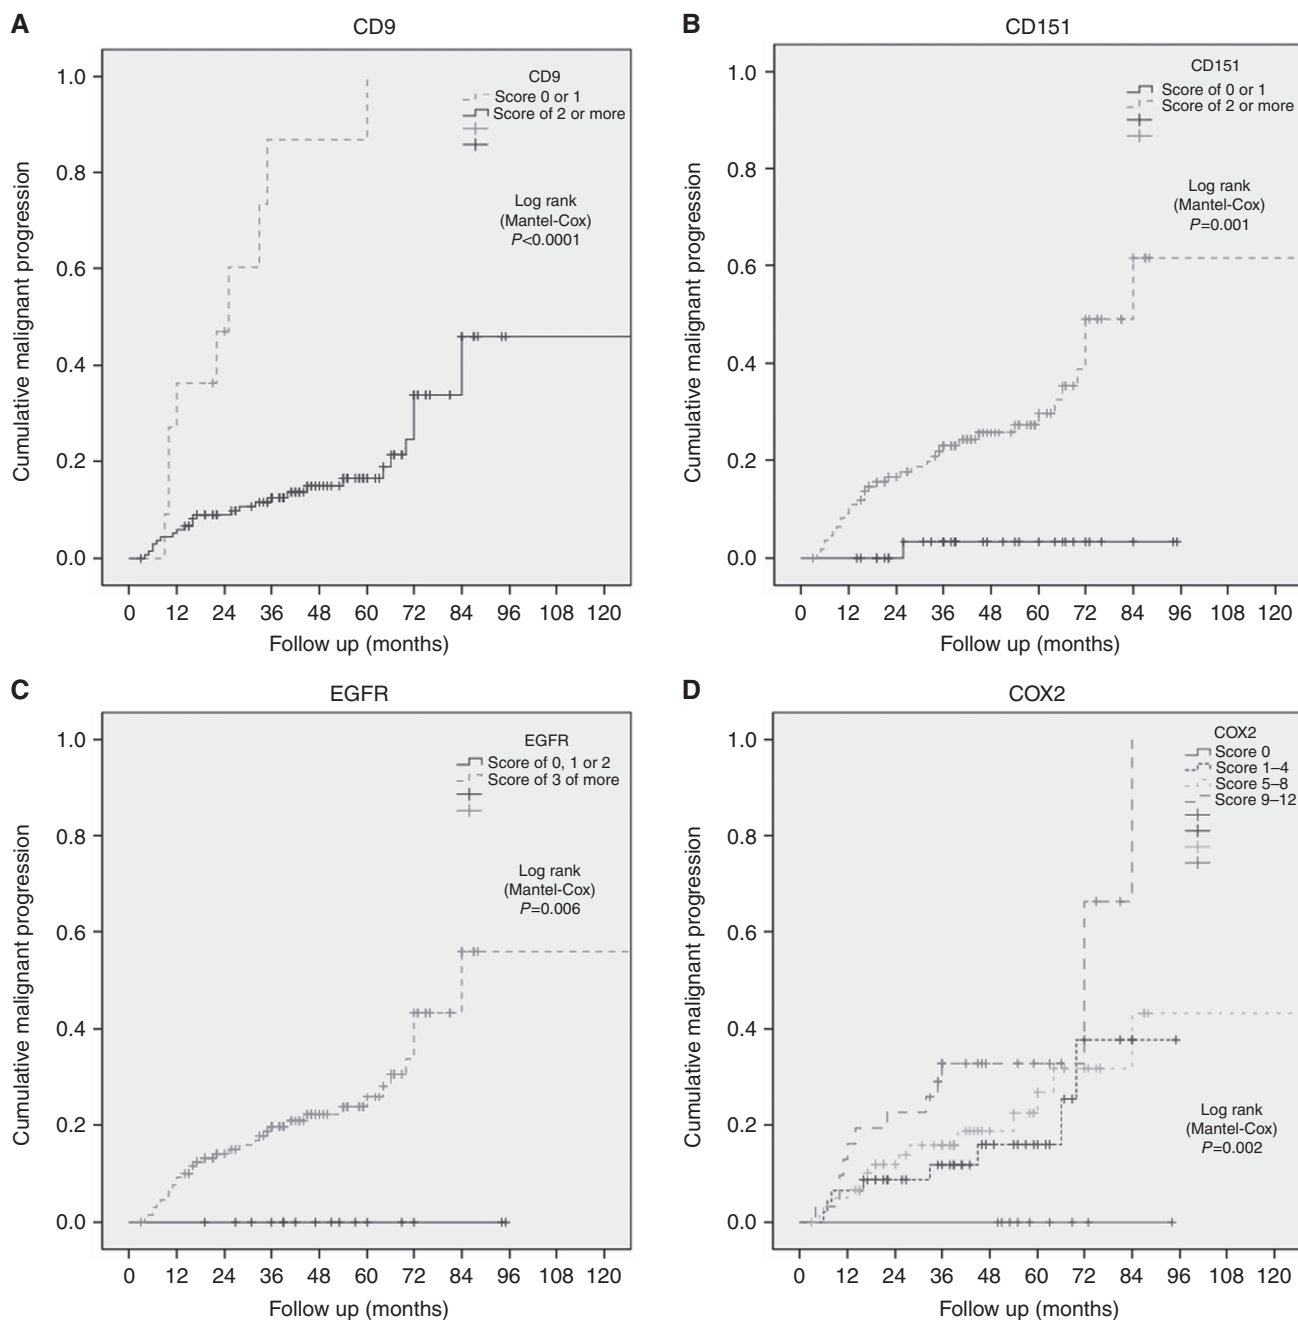 A
CD9
CD9
Score 0 or 1
Score of 2 or more
Log rank
(Mantel-Cox)
P<0.0001
1.0
0.8
0.6
0.4
0.2
0.0
Cumulative malignant progression
0 12 24 36 48 60 72 84 96 108 120
Follow up (months)
B
CD151
CD151
Score of 0 or 1
Score of 2 or more
Log rank
(Mantel-Cox)
P=0.001
1.0
0.8
0.6
0.4
0.2
0.0
Cumulative malignant progression
0 12 24 36 48 60 72 84 96 108 120
Follow up (months)
C
EGFR
EGFR
Score of 0, 1 or 2
Score of 3 of more
Log rank
(Mantel-Cox)
P=0.006
1.0
0.8
0.6
0.4
0.2
0.0
Cumulative malignant progression
0 12 24 36 48 60 72 84 96 108 120
Follow up (months)
D
COX2
COX2
Score 0
Score 1–4
Score 5–8
Score 9–12
Log rank
(Mantel-Cox)
P=0.002
1.0
0.8
0.6
0.4
0.2
0.0
Cumulative malignant progression
0 12 24 36 48 60 72 84 96 108 120
Follow up (months)